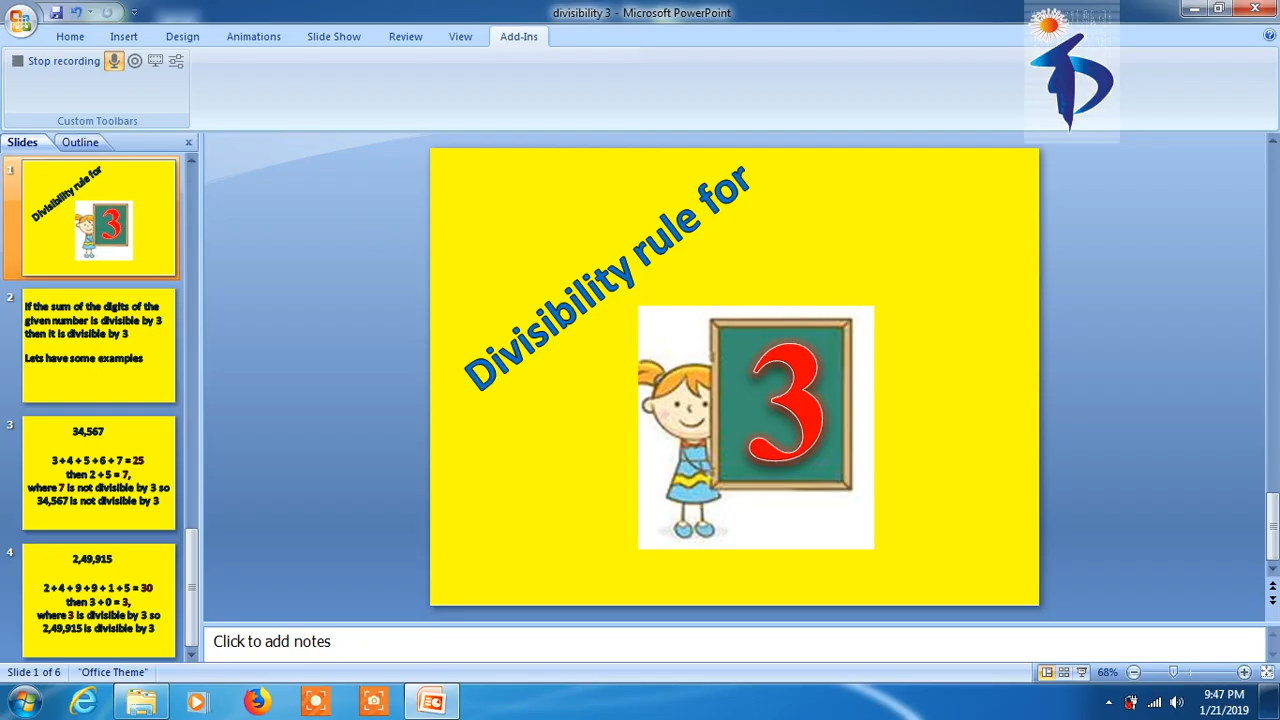 divisibility 3 - Microsoft PowerPoint
Home Insert Design Slide Show Animations Review View Add-Ins
Stop recording
Custom Toolbars
Slides Outline
1
Divisibility rule for
3
2
If the sum of the digits of the
given number is divisible by 3
then it is divisible by 3
Lets have some examples
3
34,567
3 + 4 + 5 + 6 + 7 = 25
then 2 + 5 = 7,
where 7 is not divisible by 3 so
34,567 is not divisible by 3
4
2,49,915
2 + 4 + 9 + 9 + 1 + 5 = 30
then 3 + 0 = 3,
where 3 is divisible by 3 so
2,49,915 is divisible by 3
Divisibility rule for
3
Click to add notes
Slide 1 of 6 "Office Theme" 68%
9:47 PM
1/21/2019